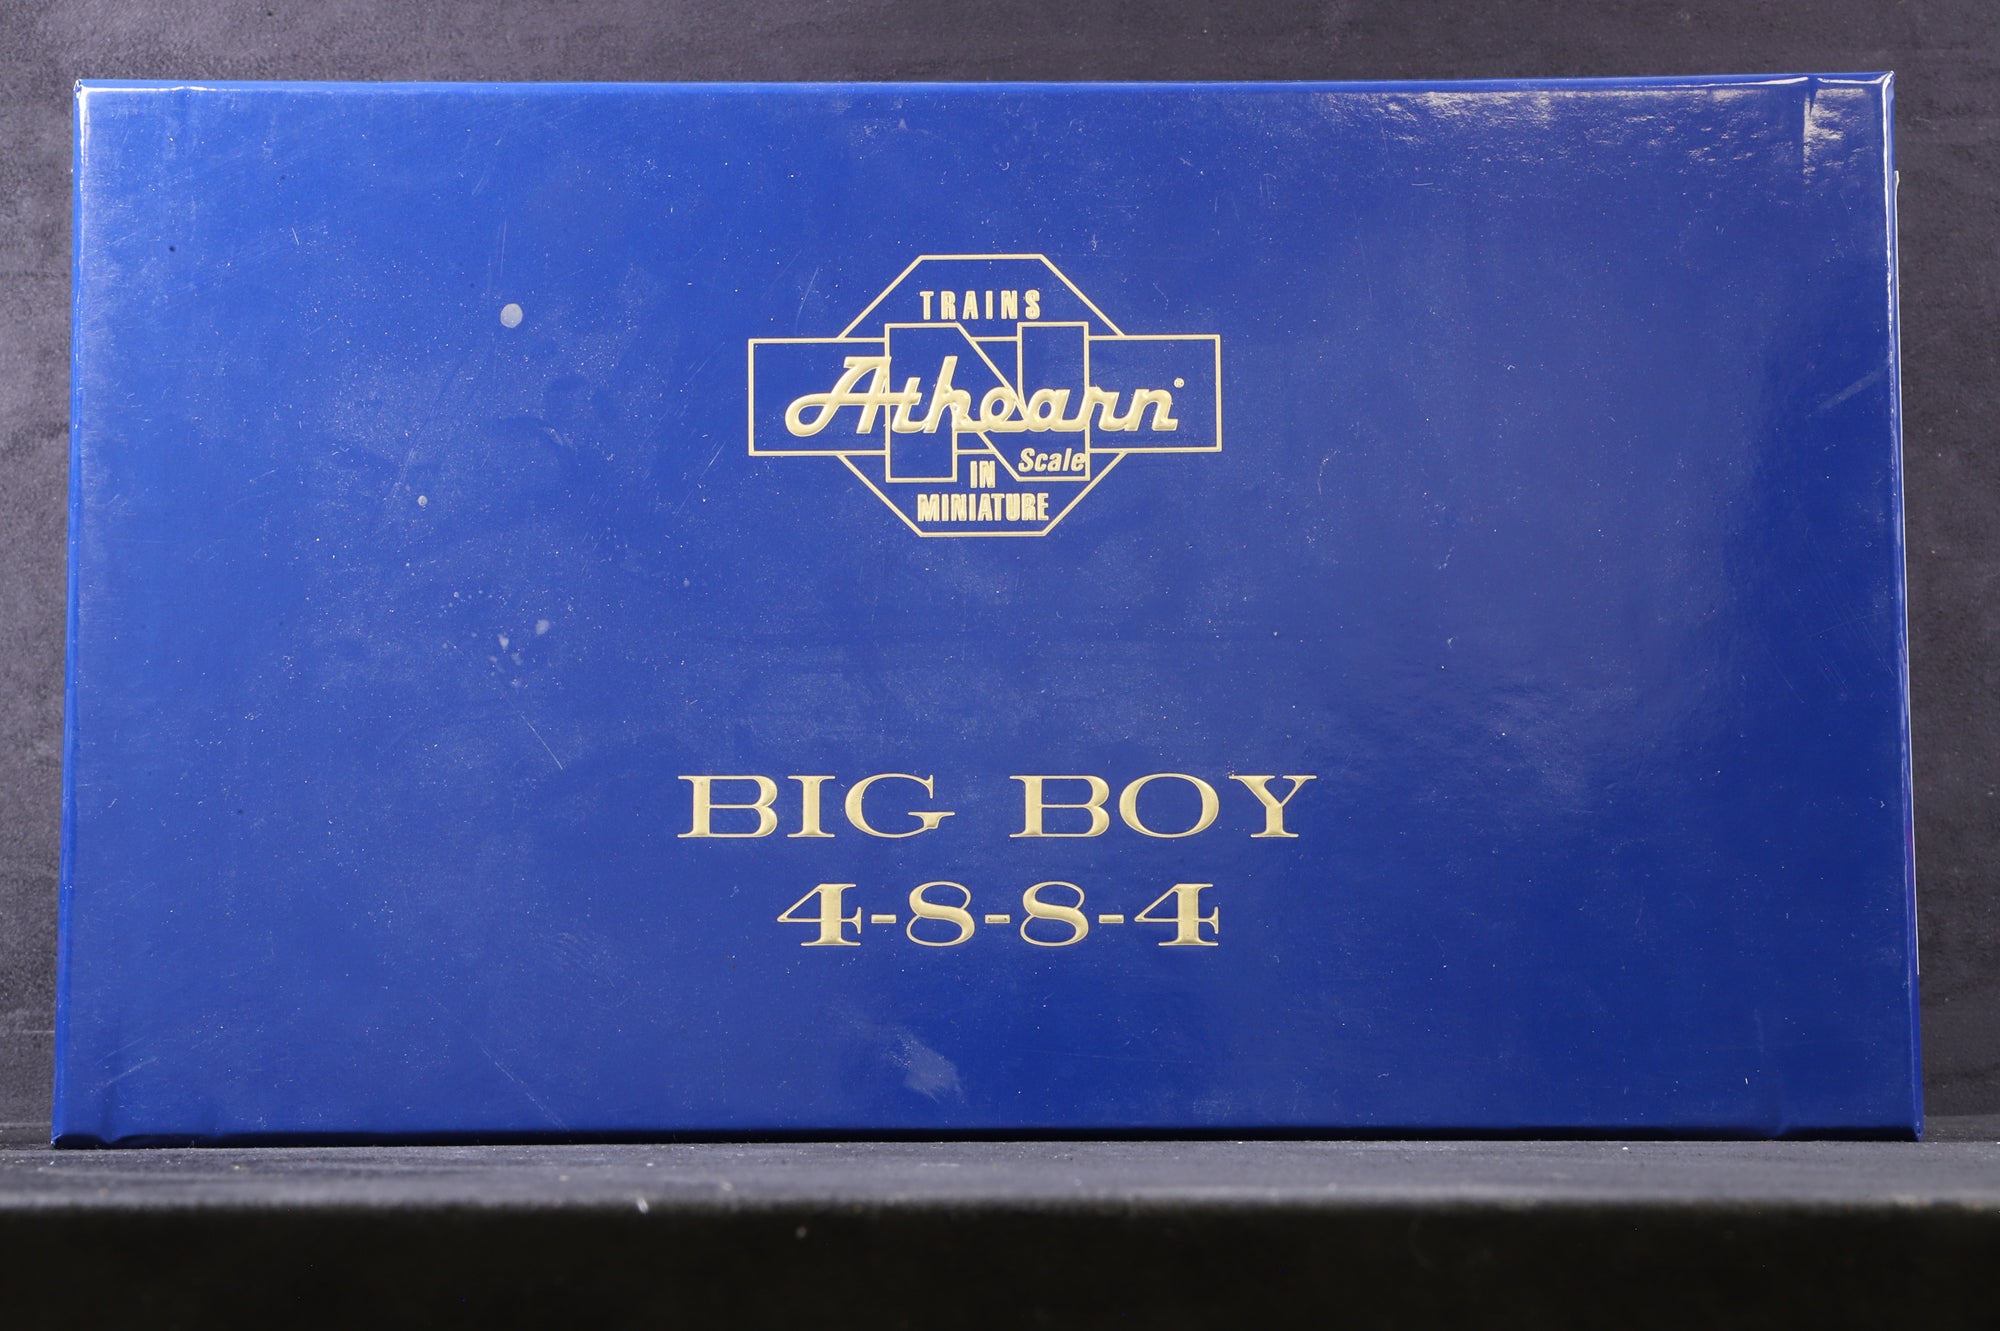 TRAINS
Athearn®
N Scale
IN
MINIATURE
BIG BOY
4-8-8-4